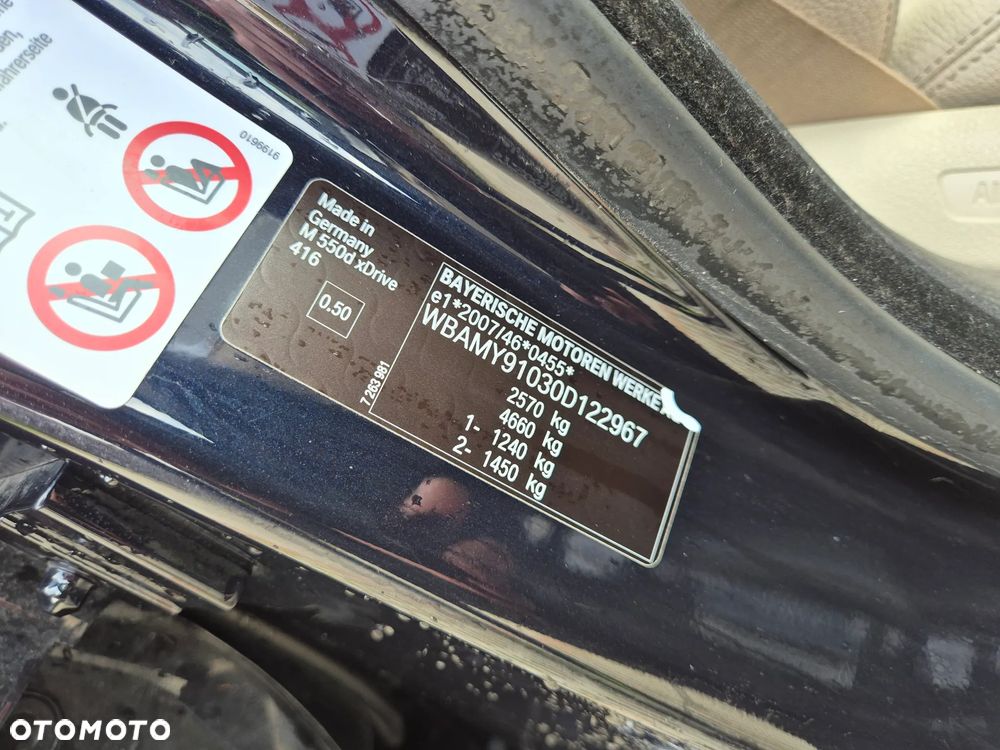 Made in
Germany
M 550d xDrive
416
0.50
7 263 981
BAYERISCHE MOTOREN WERKE
e1*2007/46*0455*
WBAMY91030D122967
2570 kg
4660 kg
1- 1240 kg
2- 1450 kg
9199610
OTOMOTO